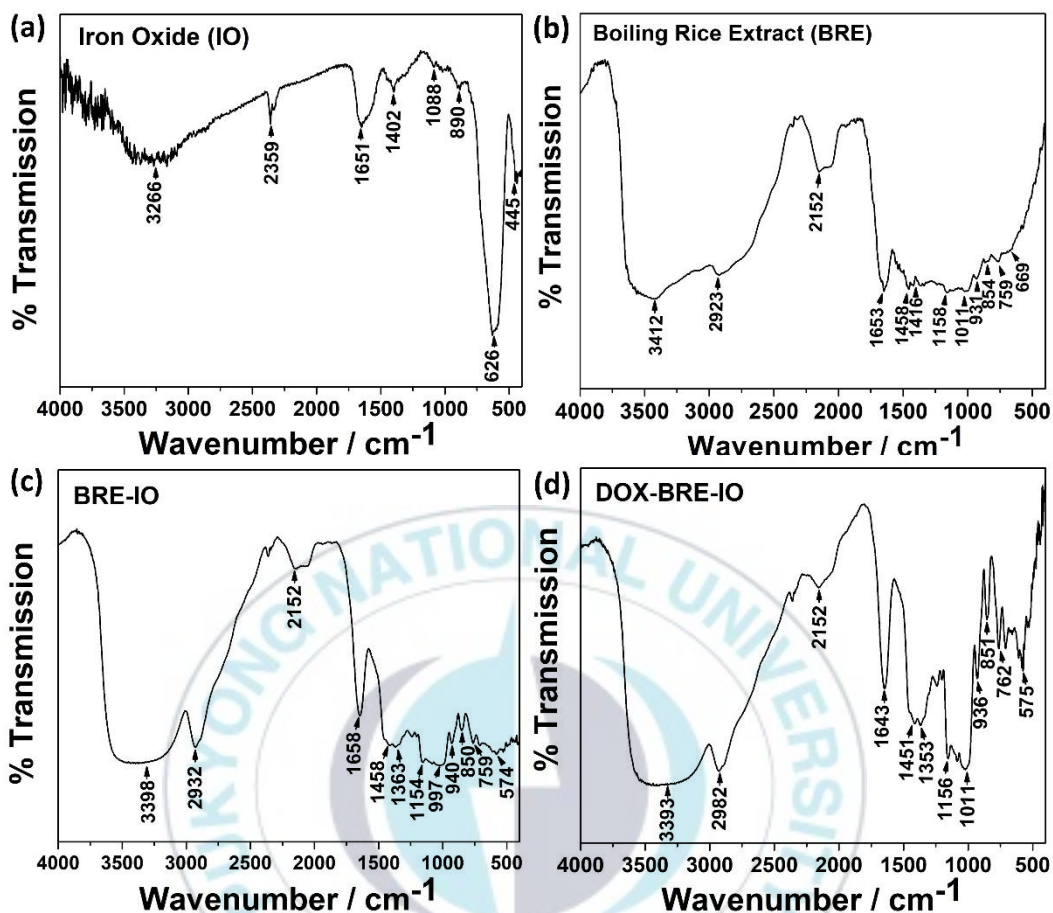 (a)
Iron Oxide (IO)
% Transmission
3266
2359
1651
1402
1088
890
626
445
4000 3500 3000 2500 2000 1500 1000 500
Wavenumber / cm-1
(b)
Boiling Rice Extract (BRE)
% Transmission
3412
2923
2152
1653
1458
1416
1158
1011
931
854
759
669
4000 3500 3000 2500 2000 1500 1000 500
Wavenumber / cm-1
(c)
BRE-IO
% Transmission
3398
2932
2152
1658
1458
1363
1154
997
940
850
759
574
4000 3500 3000 2500 2000 1500 1000 500
Wavenumber / cm-1
(d)
DOX-BRE-IO
% Transmission
3393
2982
2152
1643
1451
1353
1156
1011
936
851
762
575
4000 3500 3000 2500 2000 1500 1000 500
Wavenumber / cm-1
PUKYONG NATIONAL UNIVERSITY